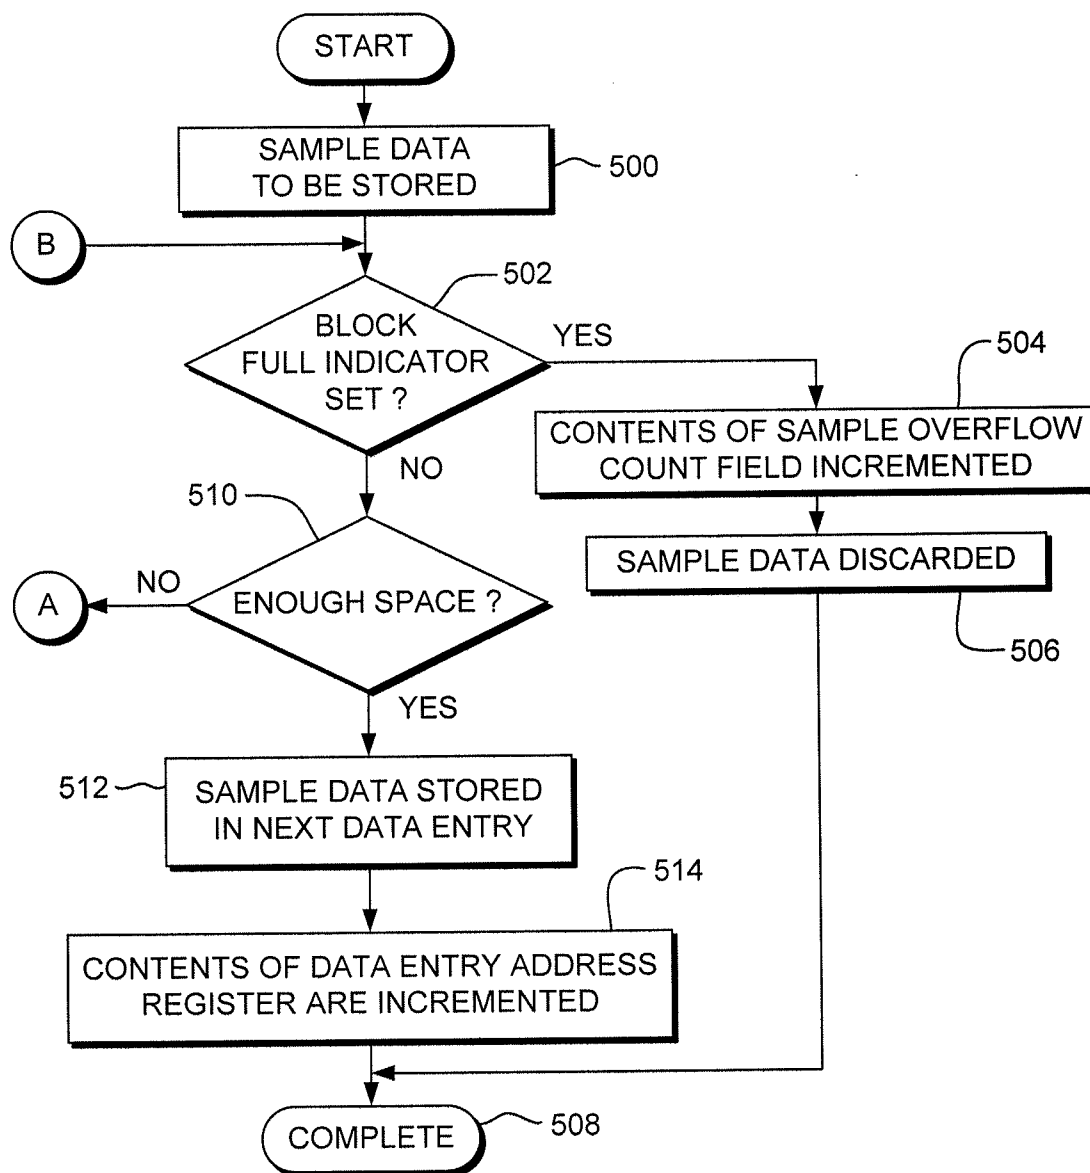 START
SAMPLE DATA
TO BE STORED
500
B
502
BLOCK
FULL INDICATOR
SET ?
YES
504
CONTENTS OF SAMPLE OVERFLOW
COUNT FIELD INCREMENTED
NO
510
SAMPLE DATA DISCARDED
506
NO
A
ENOUGH SPACE ?
YES
512
SAMPLE DATA STORED
IN NEXT DATA ENTRY
514
CONTENTS OF DATA ENTRY ADDRESS
REGISTER ARE INCREMENTED
COMPLETE
508